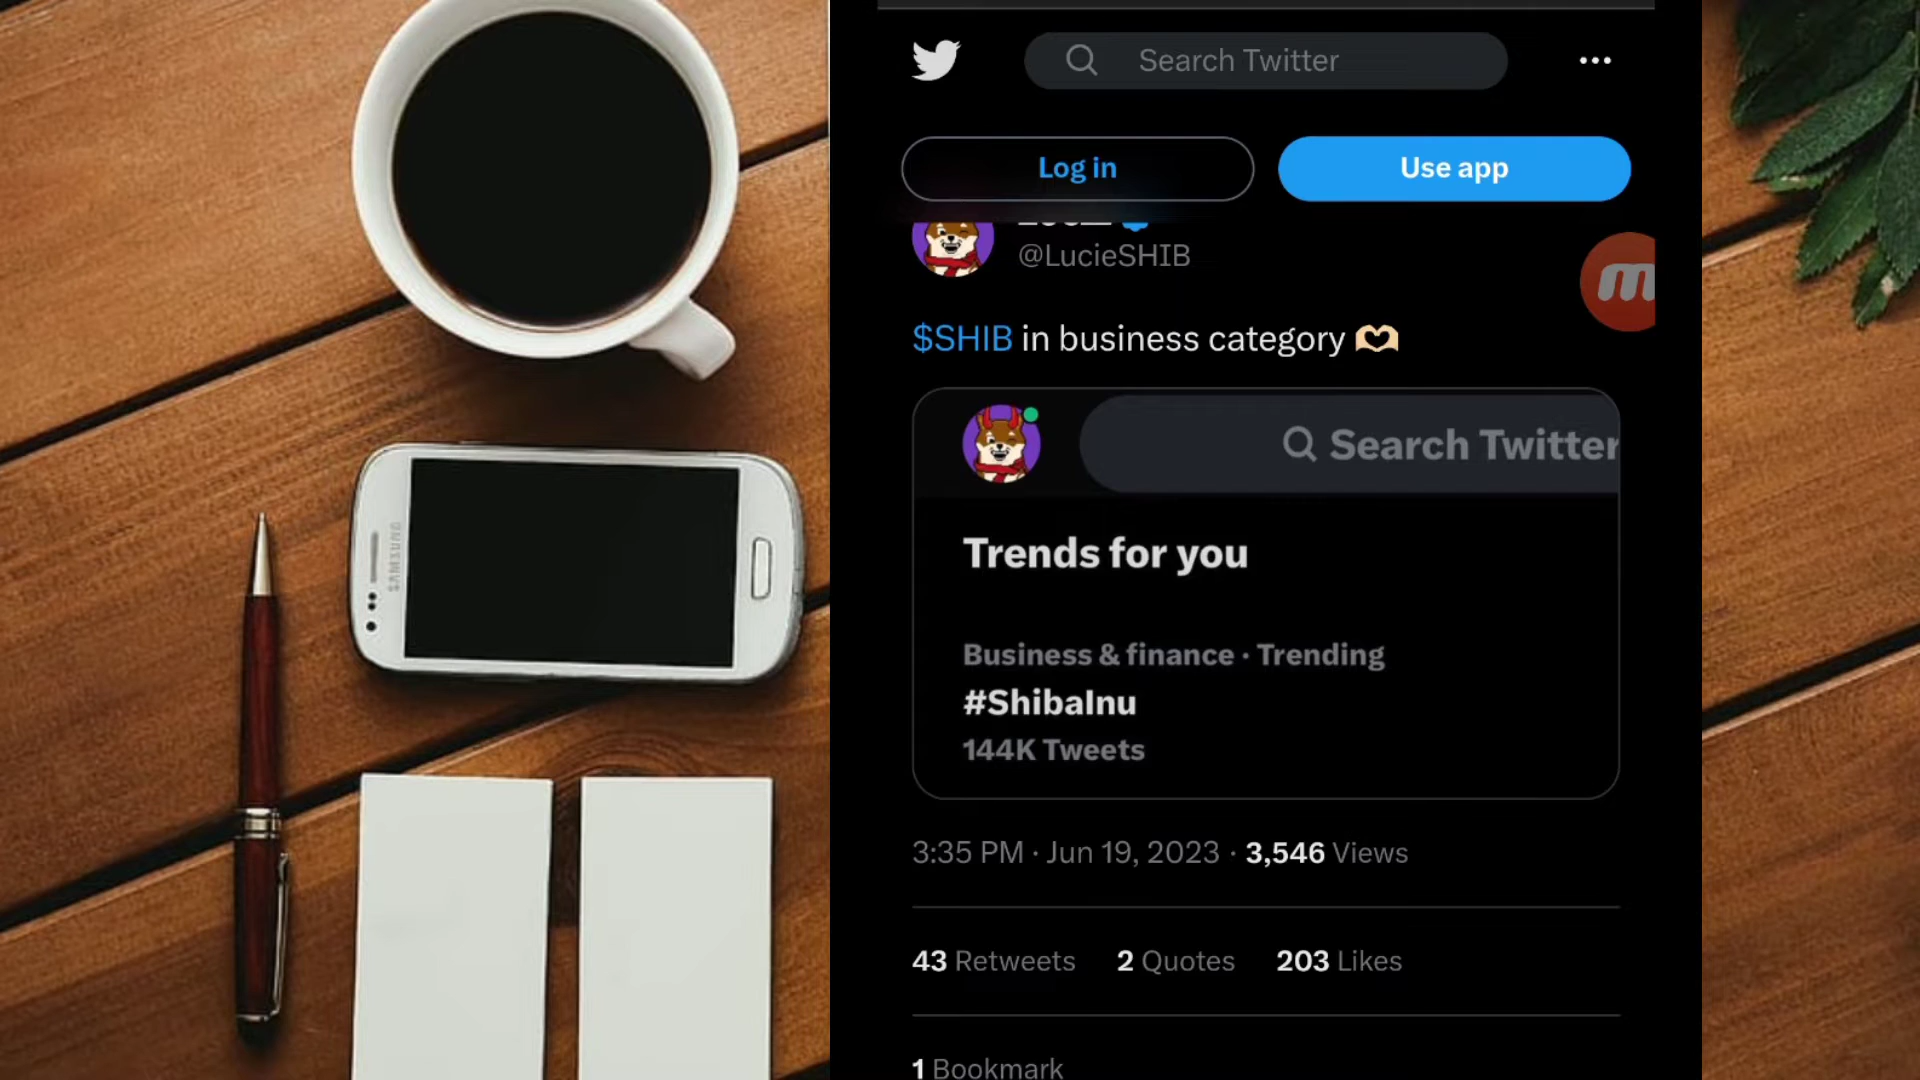 SAMSUNG
Search Twitter
Log in
Use app
@LucieSHIB
$SHIB in business category 🫶
Search Twitter
Trends for you
Business & finance · Trending
#ShibaInu
144K Tweets
3:35 PM · Jun 19, 2023 · 3,546 Views
43 Retweets 2 Quotes 203 Likes
1 Bookmark